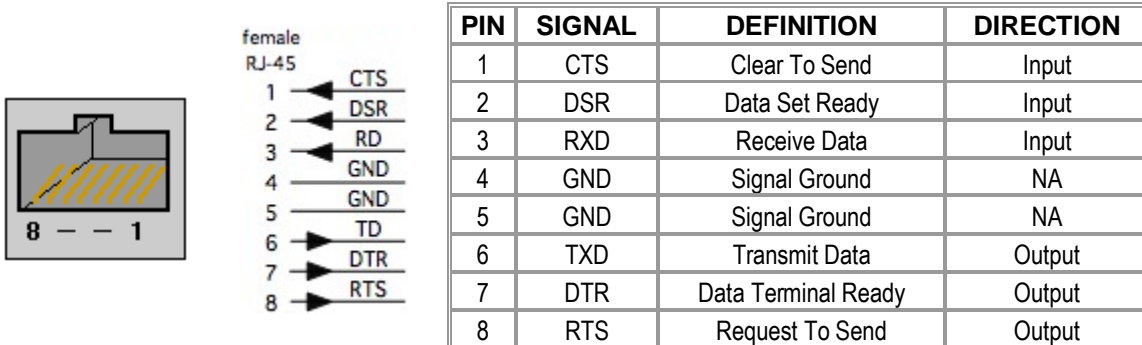 8 – – 1
female
RJ-45
1 CTS
2 DSR
3 RD
4 GND
5 GND
6 TD
7 DTR
8 RTS
PIN SIGNAL DEFINITION DIRECTION
1 CTS Clear To Send Input
2 DSR Data Set Ready Input
3 RXD Receive Data Input
4 GND Signal Ground NA
5 GND Signal Ground NA
6 TXD Transmit Data Output
7 DTR Data Terminal Ready Output
8 RTS Request To Send Output